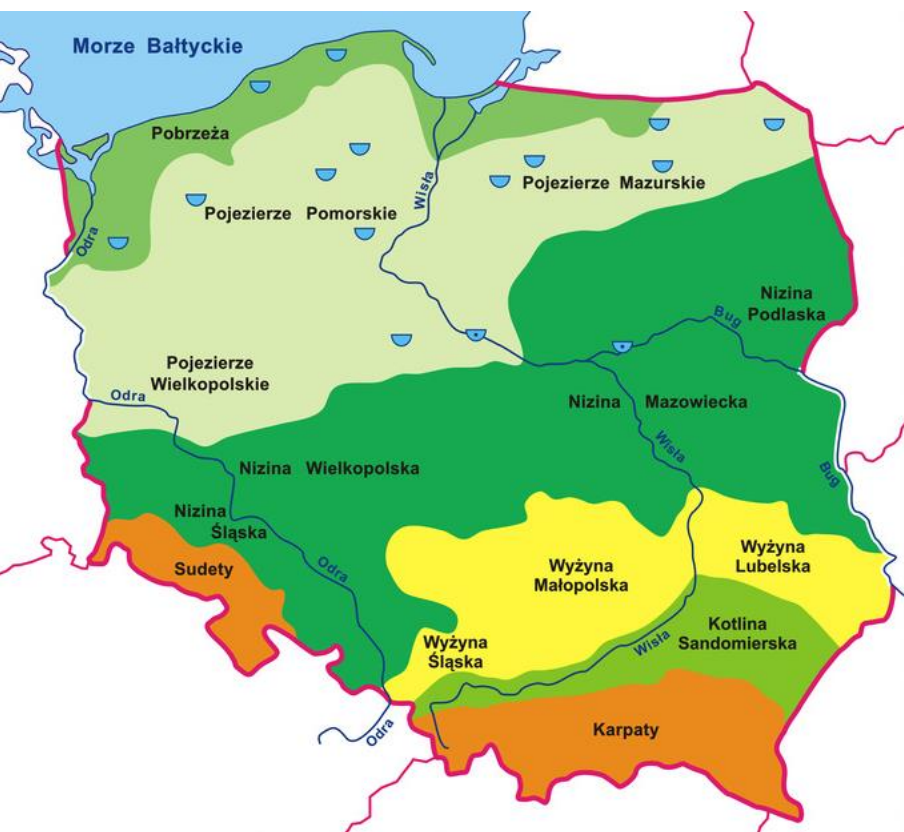 Morze Bałtyckie
Pobrzeża
Wisła
Pojezierze Mazurskie
Pojezierze Pomorskie
Odra
Nizina
Podlaska
Bug
Pojezierze
Wielkopolskie
Odra
Nizina Mazowiecka
Wisła
Nizina Wielkopolska
Bug
Nizina
Śląska
Sudety
Odra
Wyżyna
Małopolska
Wyżyna
Lubelska
Kotlina
Sandomierska
Wyżyna
Śląska
Wisła
Odra
Karpaty